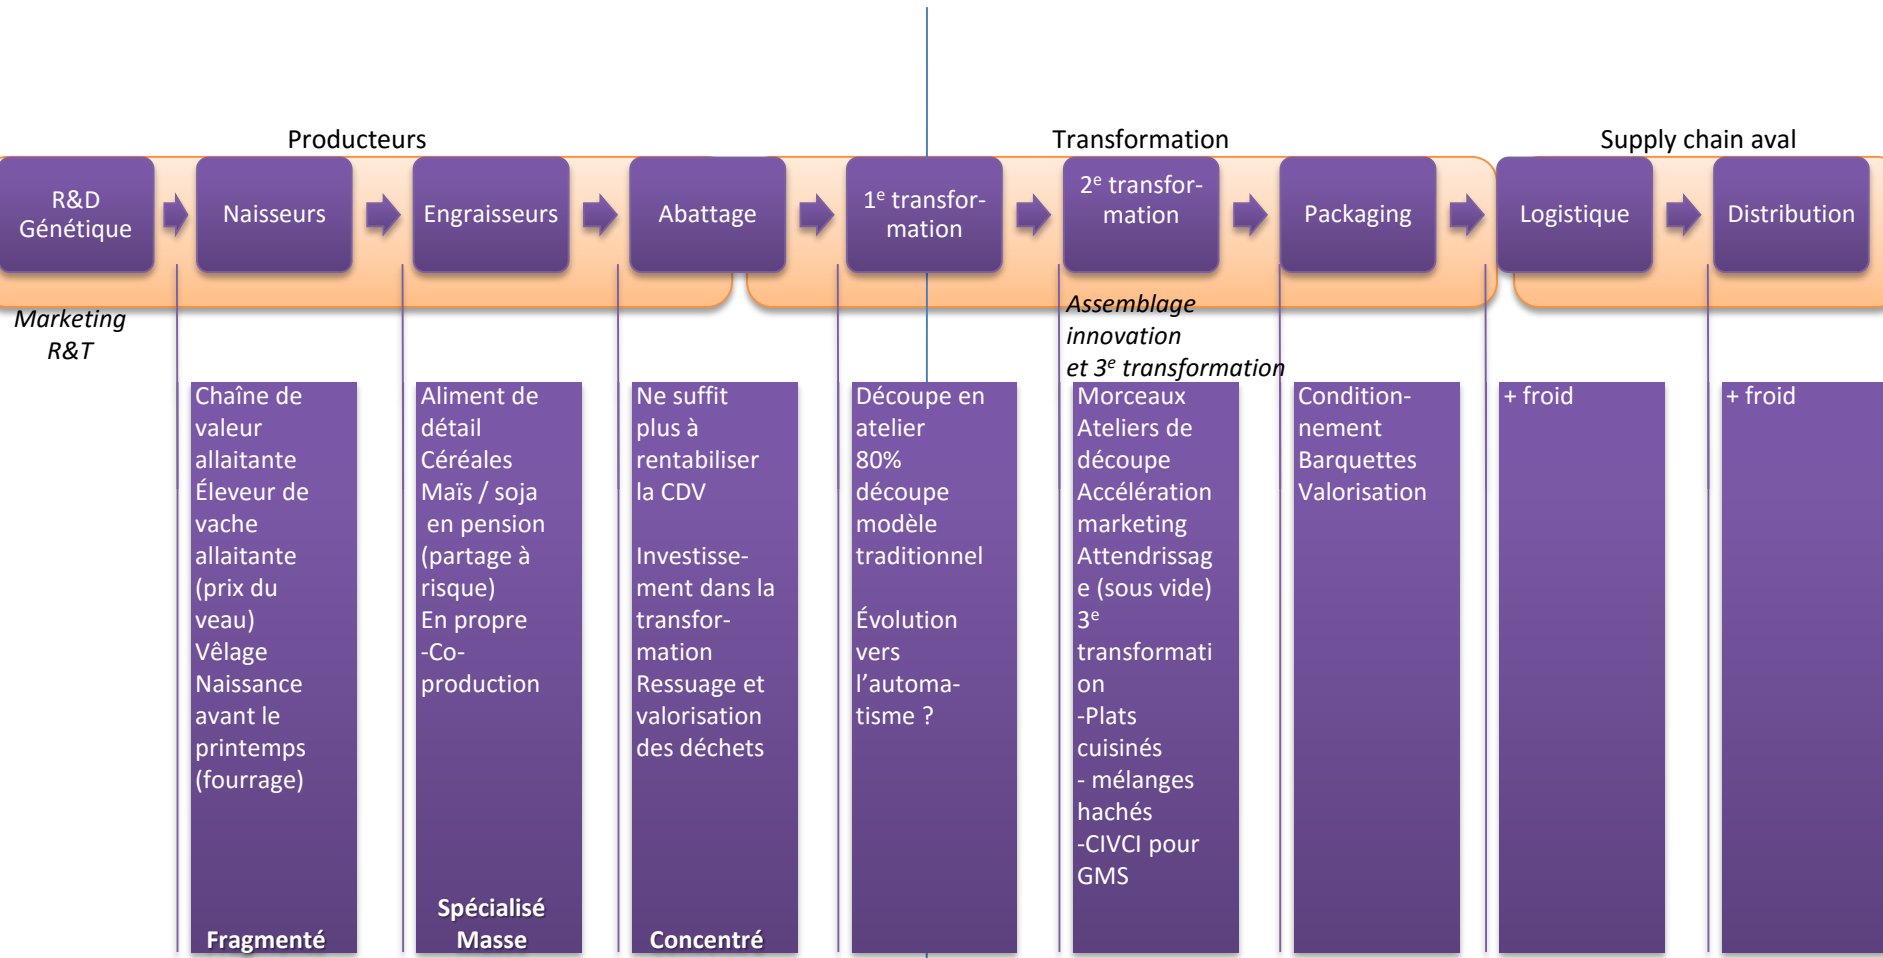 Producteurs
Transformation
Supply chain aval
R&D
Génétique
Naisseurs
Engraisseurs
Abattage
1e transfor-
mation
2e transfor-
mation
Packaging
Logistique
Distribution
Marketing
R&T
Assemblage
innovation
et 3e transformation
Chaîne de
valeur
allaitante
Éleveur de
vache
allaitante
(prix du
veau)
Vêlage
Naissance
avant le
printemps
(fourrage)
Fragmenté
Aliment de
détail
Céréales
Maïs / soja
en pension
(partage à
risque)
En propre
-Co-
production
Spécialisé
Masse
Ne suffit
plus à
rentabiliser
la CDV
Investisse-
ment dans la
transfor-
mation
Ressuage et
valorisation
des déchets
Concentré
Découpe en
atelier
80%
découpe
modèle
traditionnel
Évolution
vers
l'automa-
tisme ?
Morceaux
Ateliers de
découpe
Accélération
marketing
Attendrissag
e (sous vide)
3e
transformati
on
-Plats
cuisinés
- mélanges
hachés
-CIVCI pour
GMS
Condition-
nement
Barquettes
Valorisation
+ froid
+ froid